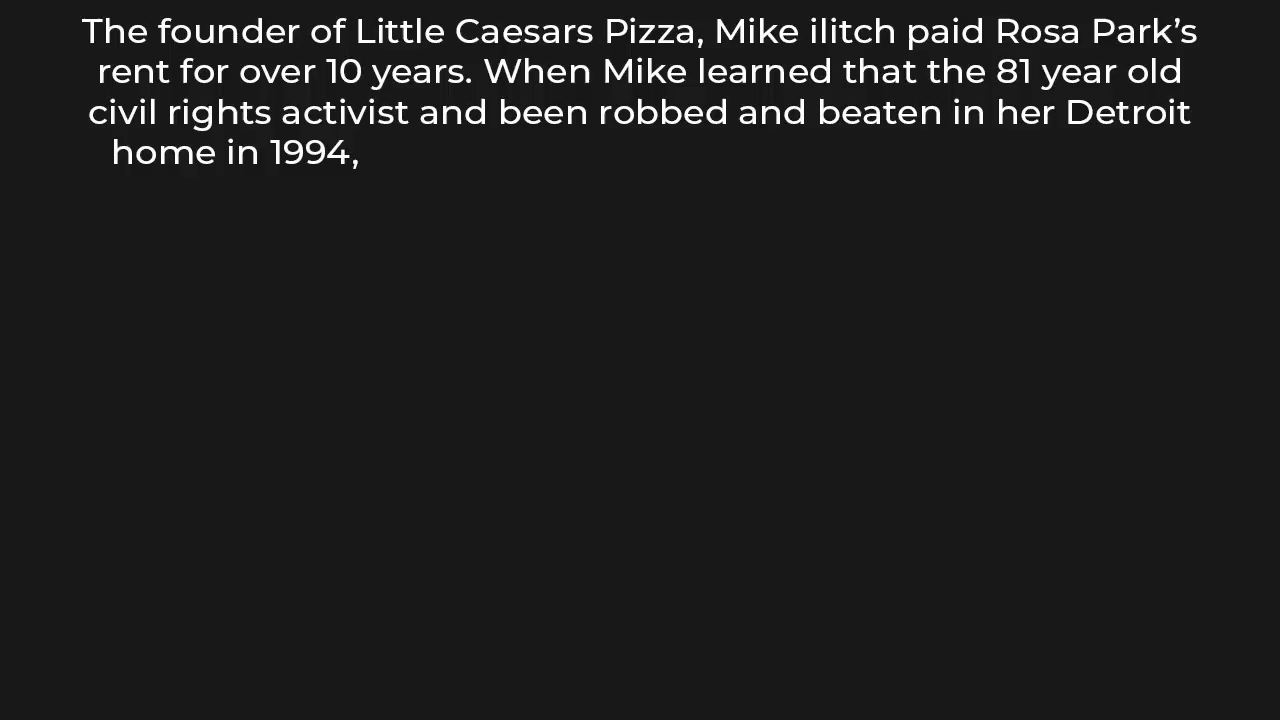 The founder of Little Caesars Pizza, Mike ilitch paid Rosa Park’s
rent for over 10 years. When Mike learned that the 81 year old
civil rights activist and been robbed and beaten in her Detroit
home in 1994,